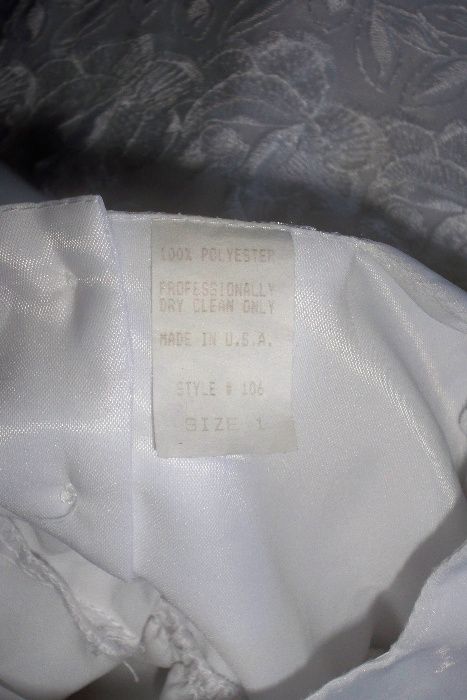 100% POLYESTER
PROFESSIONALLY
DRY CLEAN ONLY
MADE IN U.S.A.
STYLE # 106
SIZE 1